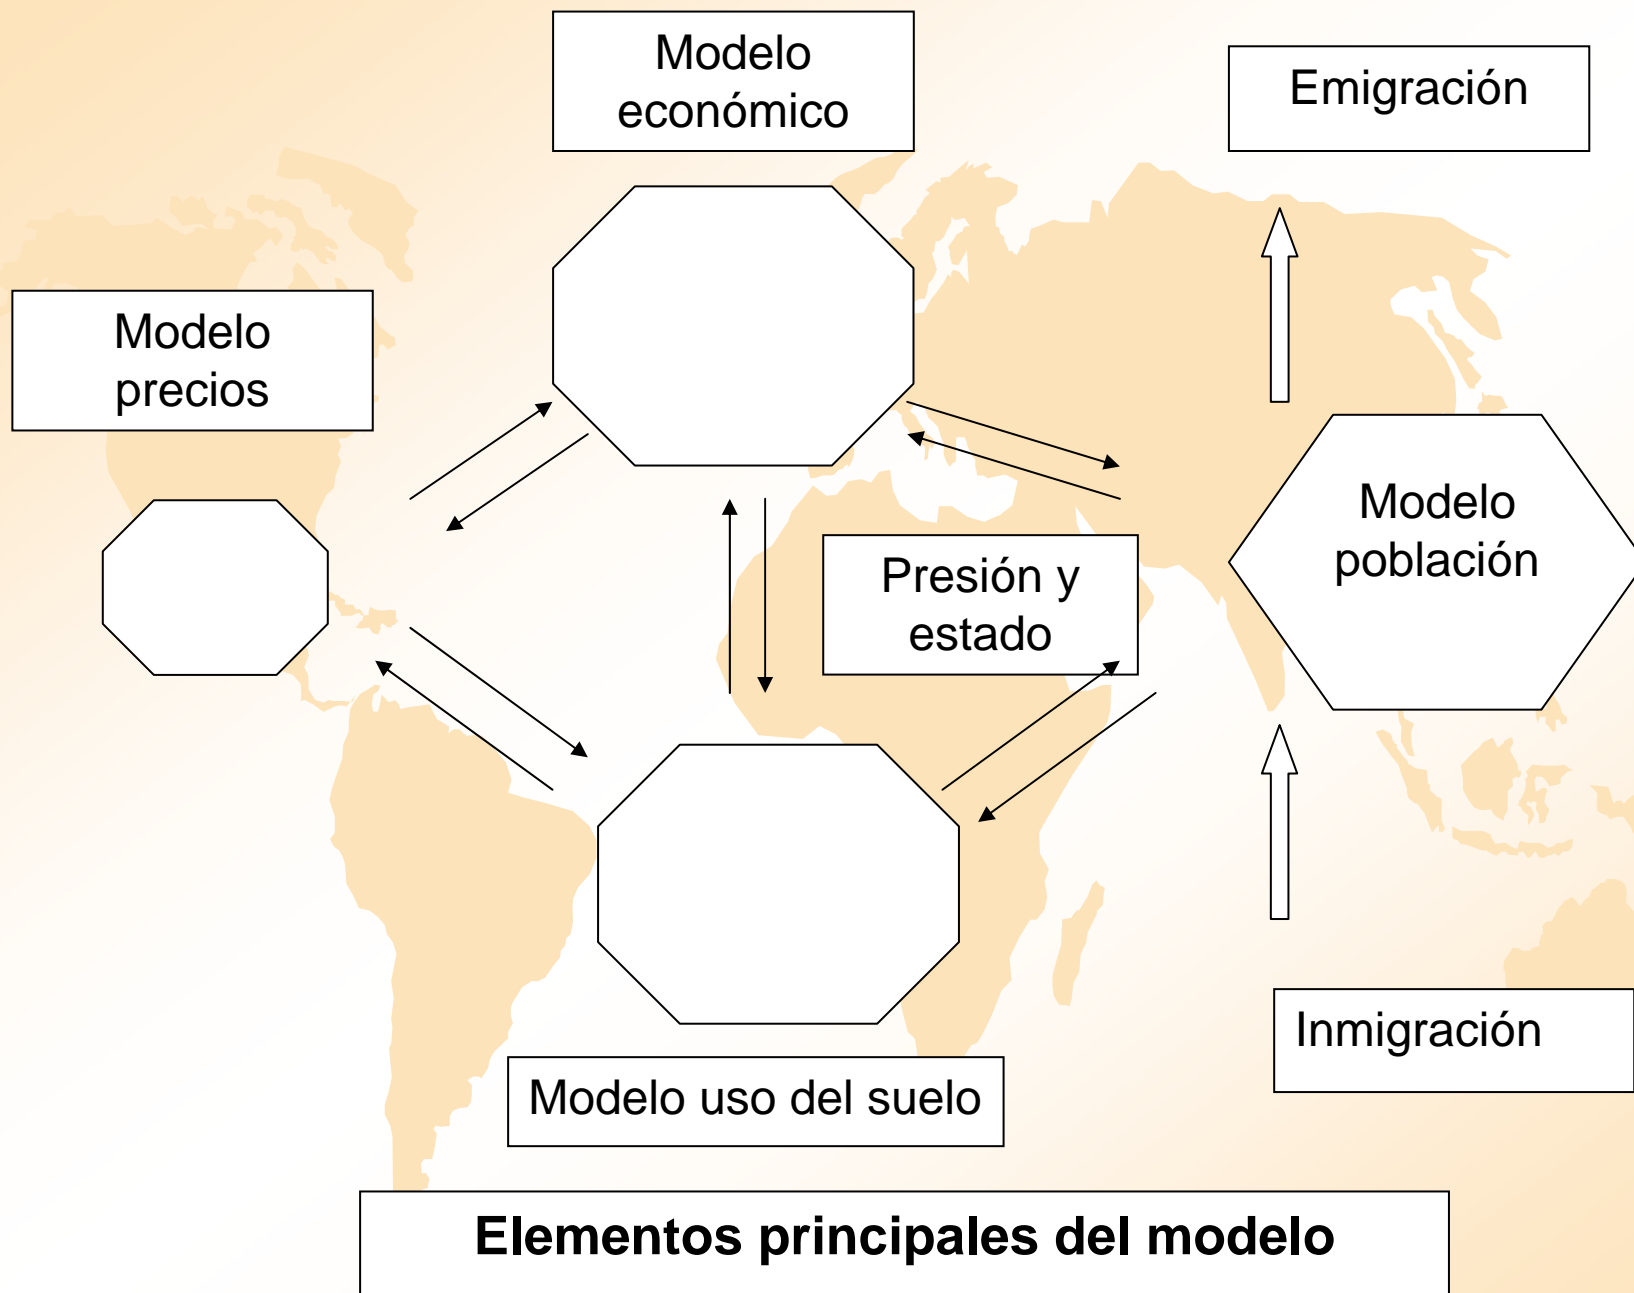 Modelo
económico
Emigración
Modelo
precios
Modelo
población
Presión y
estado
Inmigración
Modelo uso del suelo
Elementos principales del modelo